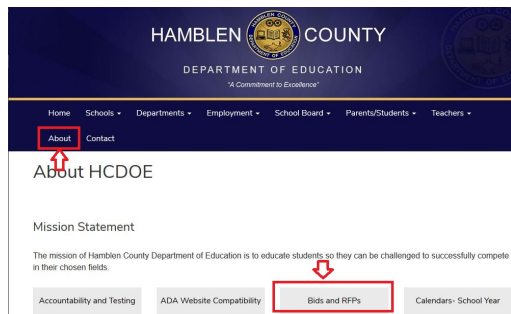 HAMBLEN COUNTY
DEPARTMENT OF EDUCATION
"A Commitment to Excellence"
Home Schools Departments Employment School Board Parents/Students Teachers
About Contact
About HCDOE
Mission Statement
The mission of Hamblen County Department of Education is to educate students so they can be challenged to successfully compete
in their chosen fields.
Accountability and Testing ADA Website Compatibility Bids and RFPs Calendars- School Year